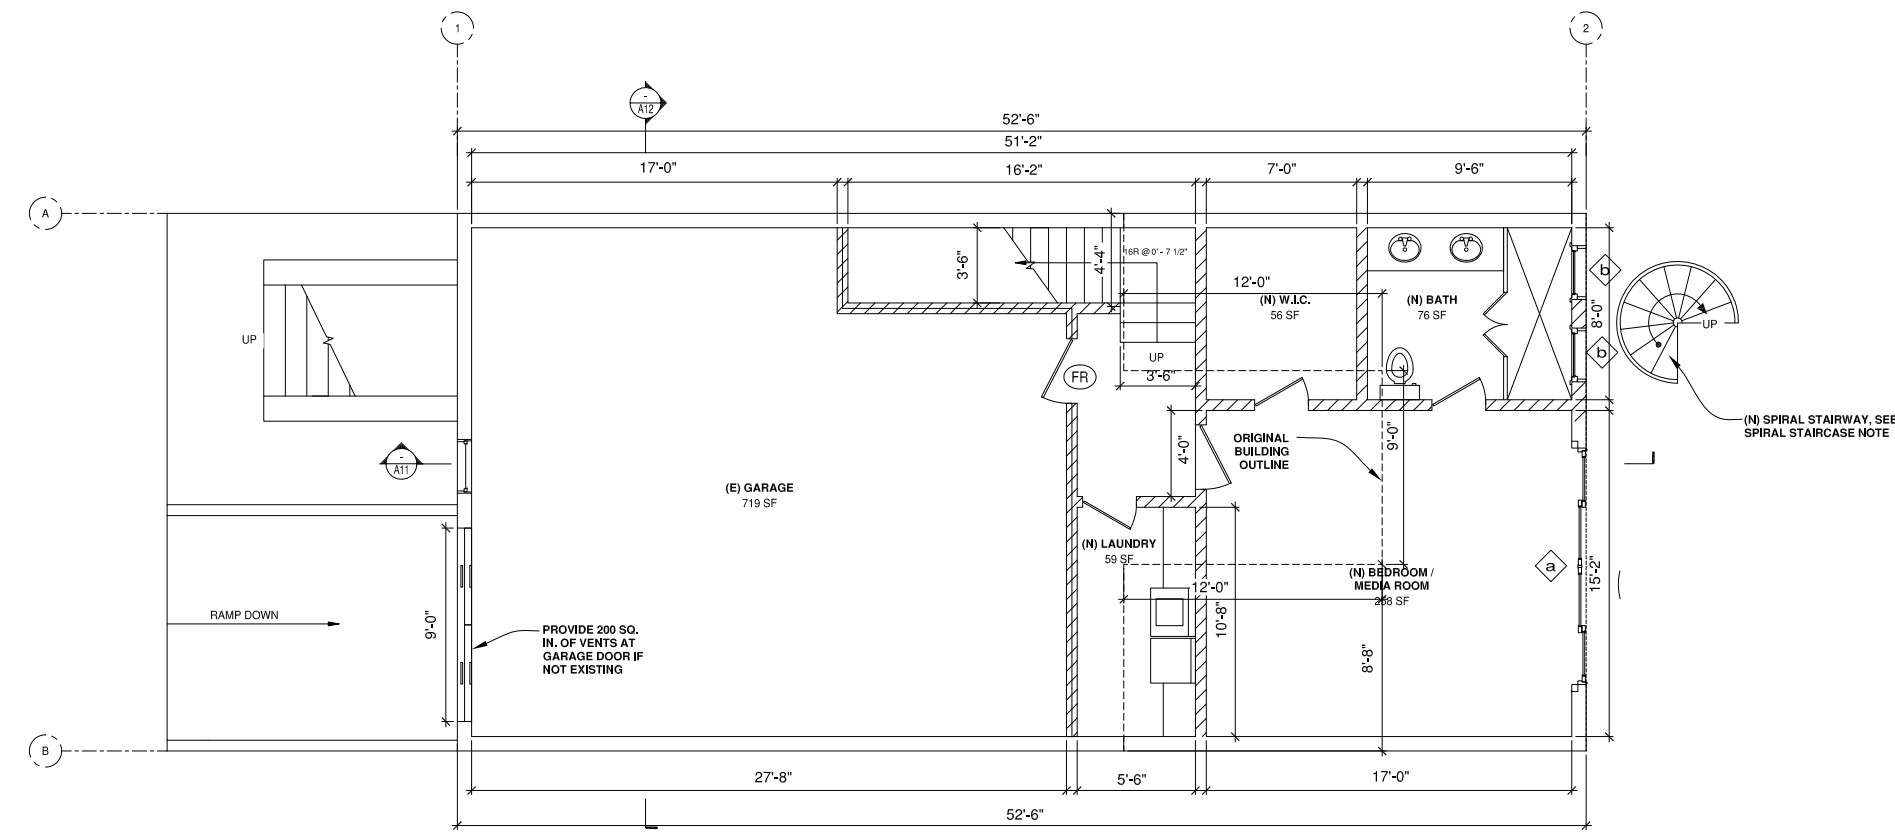 1
2
-
A12
52'-6"
51'-2"
17'-0"
16'-2"
7'-0"
9'-6"
A
3'-6"
4'-4"
16R @ 0' - 7 1/2"
12'-0"
(N) W.I.C.
56 SF
(N) BATH
76 SF
b
8'-0"
b
UP
UP
UP
3'-6"
FR
(N) SPIRAL STAIRWAY, SEE
SPIRAL STAIRCASE NOTE
-
A11
4'-0"
ORIGINAL
BUILDING
OUTLINE
9'-0"
(E) GARAGE
719 SF
(N) LAUNDRY
59 SF
(N) BEDROOM /
MEDIA ROOM
SF
a
15'-2"
12'-0"
10'-8"
8'-8"
RAMP DOWN
9'-0"
PROVIDE 200 SQ.
IN. OF VENTS AT
GARAGE DOOR IF
NOT EXISTING
B
27'-8"
5'-6"
17'-0"
52'-6"